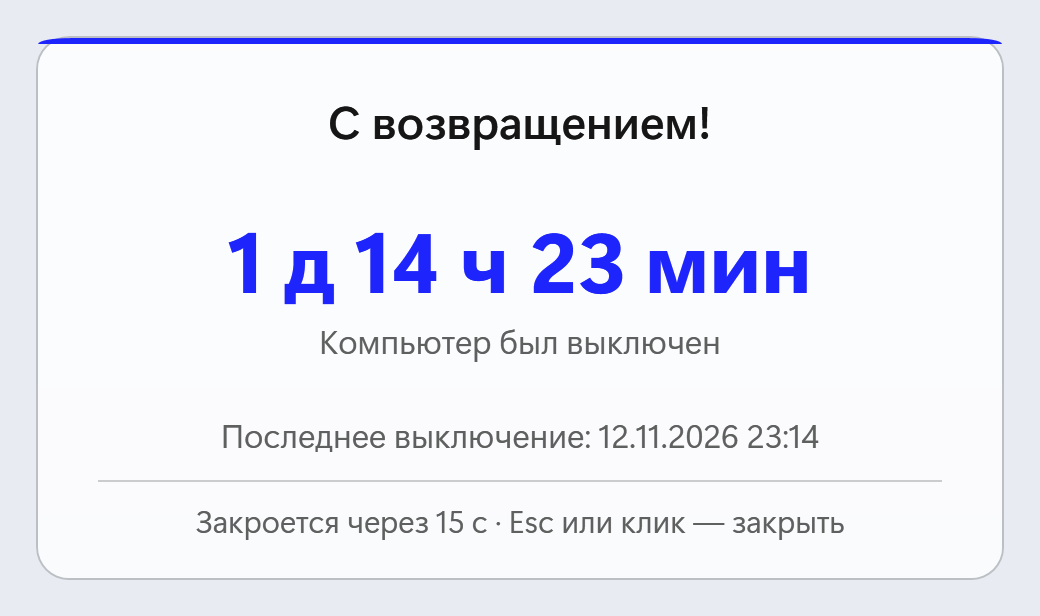 С возвращением!
1 д 14 ч 23 мин
Компьютер был выключен
Последнее выключение: 12.11.2026 23:14
Закроется через 15 с · Esc или клик — закрыть